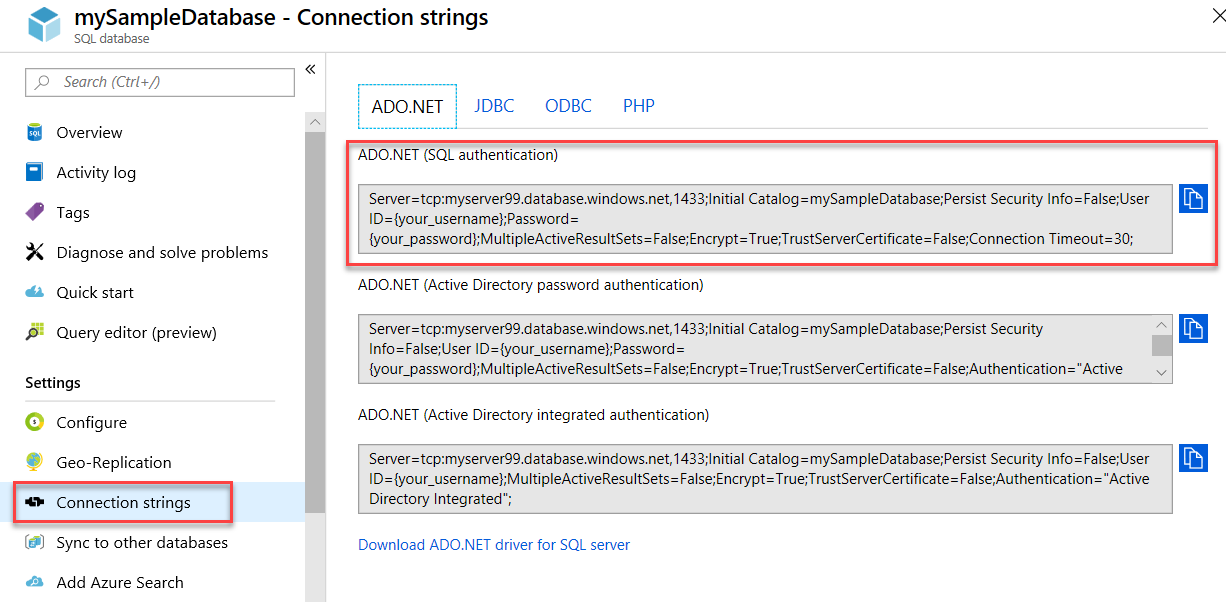 mySampleDatabase - Connection strings
SQL database
Search (Ctrl+/)
«
Overview
Activity log
Tags
Diagnose and solve problems
Quick start
Query editor (preview)
Settings
Configure
Geo-Replication
Connection strings
Sync to other databases
Add Azure Search
ADO.NET JDBC ODBC PHP
ADO.NET (SQL authentication)
Server=tcp:myserver99.database.windows.net,1433;Initial Catalog=mySampleDatabase;Persist Security Info=False;User
ID={your_username};Password=
{your_password};MultipleActiveResultSets=False;Encrypt=True;TrustServerCertificate=False;Connection Timeout=30;
ADO.NET (Active Directory password authentication)
Server=tcp:myserver99.database.windows.net,1433;Initial Catalog=mySampleDatabase;Persist Security
Info=False;User ID={your_username};Password=
{your_password};MultipleActiveResultSets=False;Encrypt=True;TrustServerCertificate=False;Authentication="Active
ADO.NET (Active Directory integrated authentication)
Server=tcp:myserver99.database.windows.net,1433;Initial Catalog=mySampleDatabase;Persist Security Info=False;User
ID={your_username};MultipleActiveResultSets=False;Encrypt=True;TrustServerCertificate=False;Authentication="Active
Directory Integrated";
Download ADO.NET driver for SQL server